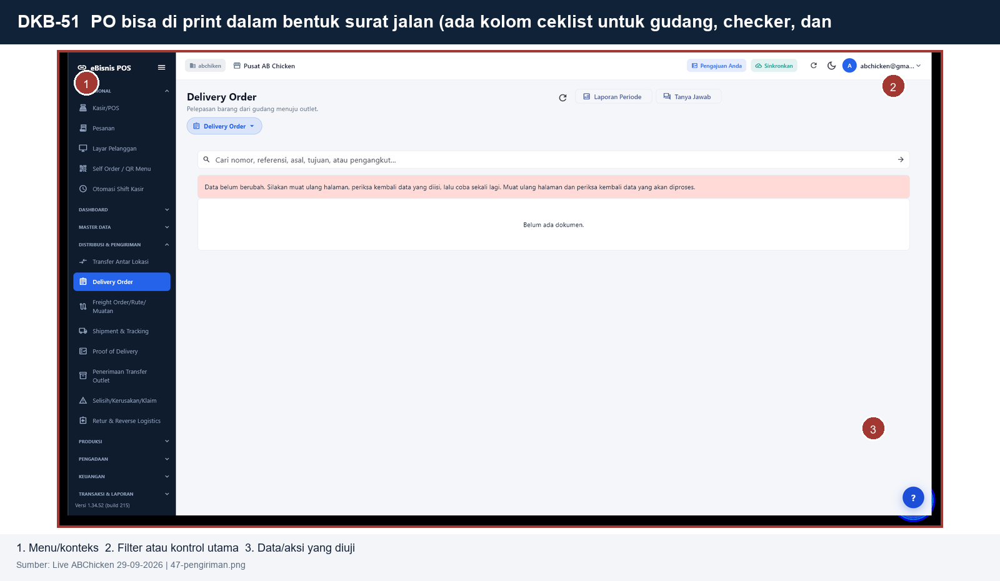 DKB-51  PO bisa di print dalam bentuk surat jalan (ada kolom ceklist untuk gudang, checker, dan
eBisnis POS
abchiken
Pusat AB Chicken
Pengajuan Anda
Sinkronkan
A
abchicken@gma...
1
IONAL
2
Kasir/POS
Pesanan
Layar Pelanggan
Self Order / QR Menu
Otomasi Shift Kasir
DASHBOARD
MASTER DATA
DISTRIBUSI & PENGIRIMAN
Transfer Antar Lokasi
Delivery Order
Freight Order/Rute/
Muatan
Shipment & Tracking
Proof of Delivery
Penerimaan Transfer
Outlet
Selisih/Kerusakan/Klaim
Retur & Reverse Logistics
PRODUKSI
PENGADAAN
KEUANGAN
TRANSAKSI & LAPORAN
Versi 1.34.52 (build 215)
Delivery Order
Pelepasan barang dari gudang menuju outlet.
Laporan Periode
Tanya Jawab
Delivery Order
Cari nomor, referensi, asal, tujuan, atau pengangkut...
Data belum berubah. Silakan muat ulang halaman, periksa kembali data yang diisi, lalu coba sekali lagi. Muat ulang halaman dan periksa kembali data yang akan diproses.
Belum ada dokumen.
3
?
1. Menu/konteks  2. Filter atau kontrol utama  3. Data/aksi yang diuji
Sumber: Live ABChicken 29-09-2026 | 47-pengiriman.png